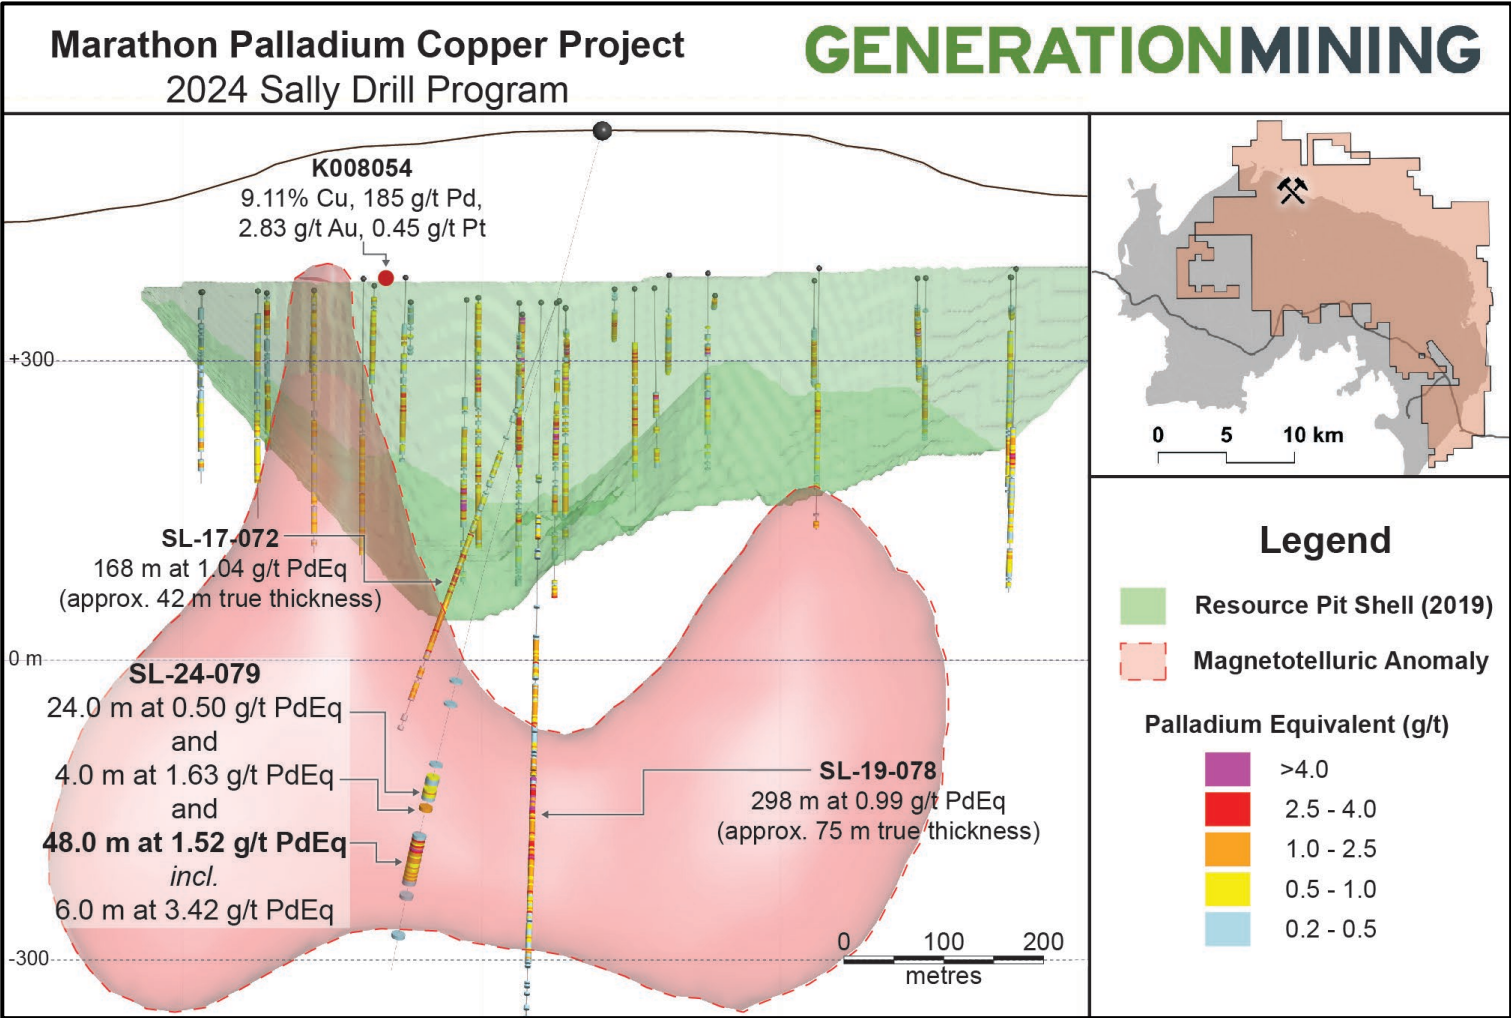 Marathon Palladium Copper Project
2024 Sally Drill Program
GENERATIONMINING
K008054
9.11% Cu, 185 g/t Pd,
2.83 g/t Au, 0.45 g/t Pt
+300
SL-17-072
168 m at 1.04 g/t PdEq
(approx. 42 m true thickness)
0 m
SL-24-079
24.0 m at 0.50 g/t PdEq
and
4.0 m at 1.63 g/t PdEq
and
48.0 m at 1.52 g/t PdEq
incl.
6.0 m at 3.42 g/t PdEq
SL-19-078
298 m at 0.99 g/t PdEq
(approx. 75 m true thickness)
-300
0 100 200
metres
0 5 10 km
Legend
Resource Pit Shell (2019)
Magnetotelluric Anomaly
Palladium Equivalent (g/t)
>4.0
2.5 - 4.0
1.0 - 2.5
0.5 - 1.0
0.2 - 0.5